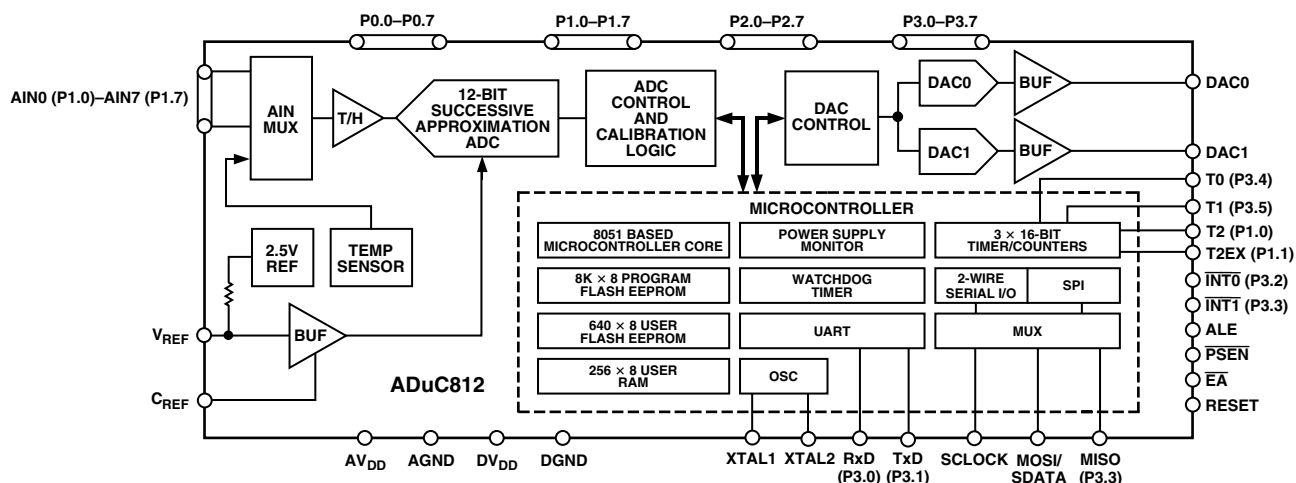 P0.0–P0.7
P1.0–P1.7
P2.0–P2.7
P3.0–P3.7
AIN0 (P1.0)–AIN7 (P1.7)
AIN
MUX
T/H
12-BIT
SUCCESSIVE
APPROXIMATION
ADC
ADC
CONTROL
AND
CALIBRATION
LOGIC
DAC
CONTROL
DAC0
BUF
DAC0
DAC1
BUF
DAC1
T0 (P3.4)
T1 (P3.5)
T2 (P1.0)
T2EX (P1.1)
INT0 (P3.2)
INT1 (P3.3)
ALE
PSEN
EA
RESET
2.5V
REF
TEMP
SENSOR
VREF
BUF
CREF
ADuC812
MICROCONTROLLER
8051 BASED
MICROCONTROLLER CORE
POWER SUPPLY
MONITOR
3 × 16-BIT
TIMER/COUNTERS
8K × 8 PROGRAM
FLASH EEPROM
WATCHDOG
TIMER
2-WIRE
SERIAL I/O
SPI
640 × 8 USER
FLASH EEPROM
UART
MUX
256 × 8 USER
RAM
OSC
AVDD
AGND
DVDD
DGND
XTAL1
XTAL2
RxD
(P3.0)
TxD
(P3.1)
SCLOCK
MOSI/
SDATA
MISO
(P3.3)